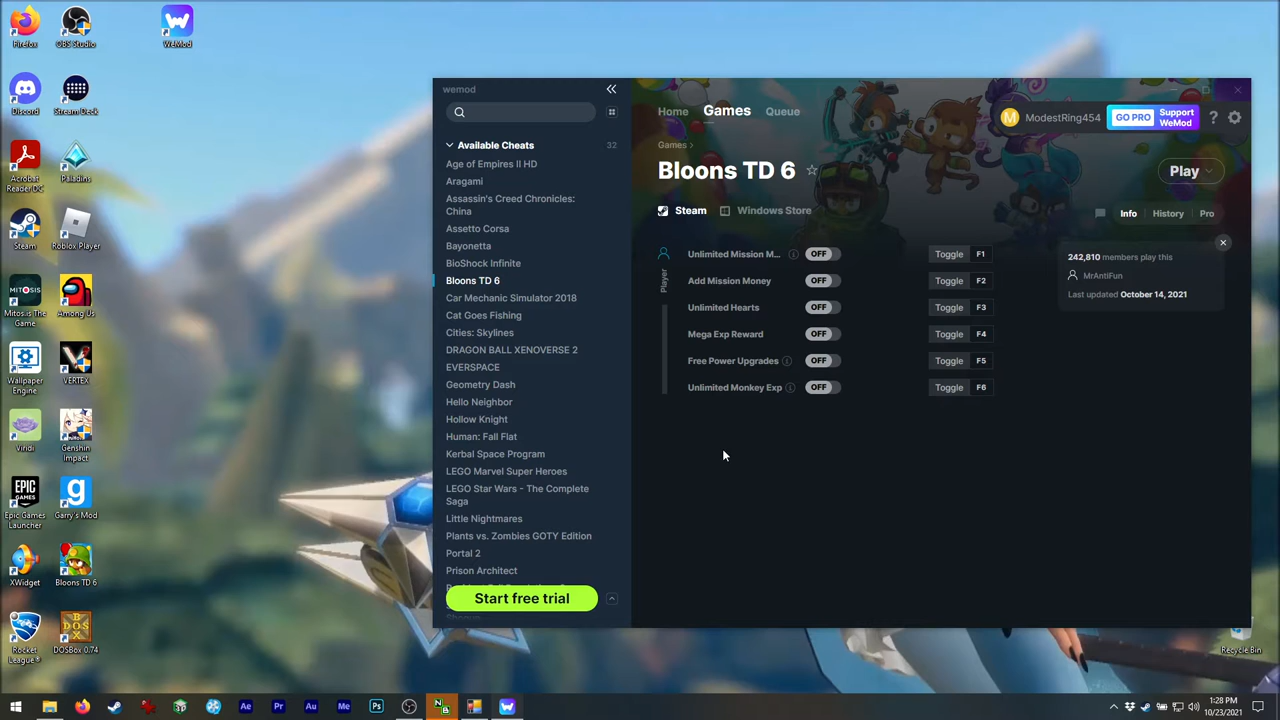 Firefox
OBS Studio
WeMod
Discord
Stream Deck
Acrobat
Reader DC
Paladins
Steam
Roblox Player
Mitos.is The
Game
Among Us
Wallpaper
Engine
VERTEX
Viridi
Genshin
Impact
EPIC
GAMES
Epic Games
Launcher
Garry's Mod
XWidget
Bloons TD 6
Rocket
League®
DOSBox 0.74
wemod
Available Cheats 32
Age of Empires II HD
Aragami
Assassin's Creed Chronicles:
China
Assetto Corsa
Bayonetta
BioShock Infinite
Bloons TD 6
Car Mechanic Simulator 2018
Cat Goes Fishing
Cities: Skylines
DRAGON BALL XENOVERSE 2
EVERSPACE
Geometry Dash
Hello Neighbor
Hollow Knight
Human: Fall Flat
Kerbal Space Program
LEGO Marvel Super Heroes
LEGO Star Wars - The Complete
Saga
Little Nightmares
Plants vs. Zombies GOTY Edition
Portal 2
Prison Architect
Start free trial
Home Games Queue
M ModestRing454 GO PRO Support
WeMod ?
Games >
Bloons TD 6
Play
Steam Windows Store
Info History Pro
Player
Unlimited Mission M... OFF Toggle F1
Add Mission Money OFF Toggle F2
Unlimited Hearts OFF Toggle F3
Mega Exp Reward OFF Toggle F4
Free Power Upgrades OFF Toggle F5
Unlimited Monkey Exp OFF Toggle F6
242,810 members play this
MrAntiFun
Last updated October 14, 2021
Recycle Bin
Ae Pr Au Me Ps
1:28 PM
10/23/2021